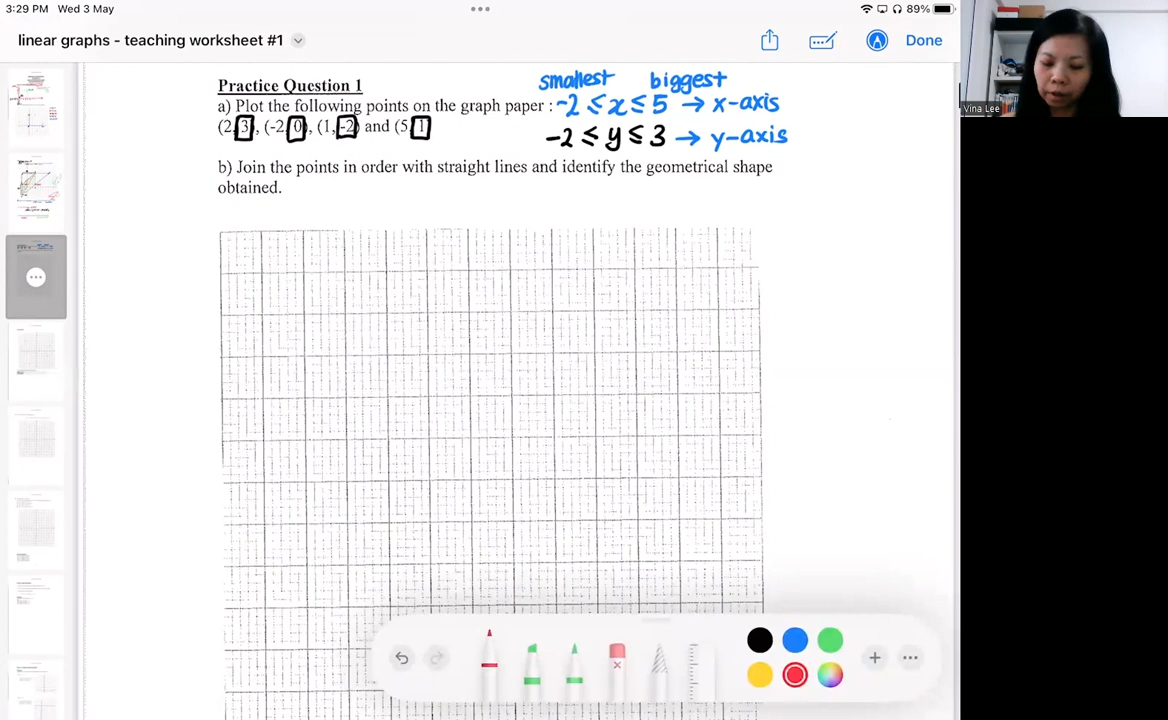 3:29 PM Wed 3 May
89%
linear graphs - teaching worksheet #1
Done
Practice Question 1
smallest biggest
a) Plot the following points on the graph paper : -2 ≤ x ≤ 5 → x-axis
(2, 3), (-2, 0), (1, -2) and (5, 1)
-2 ≤ y ≤ 3 → y-axis
b) Join the points in order with straight lines and identify the geometrical shape
obtained.
Vina Lee